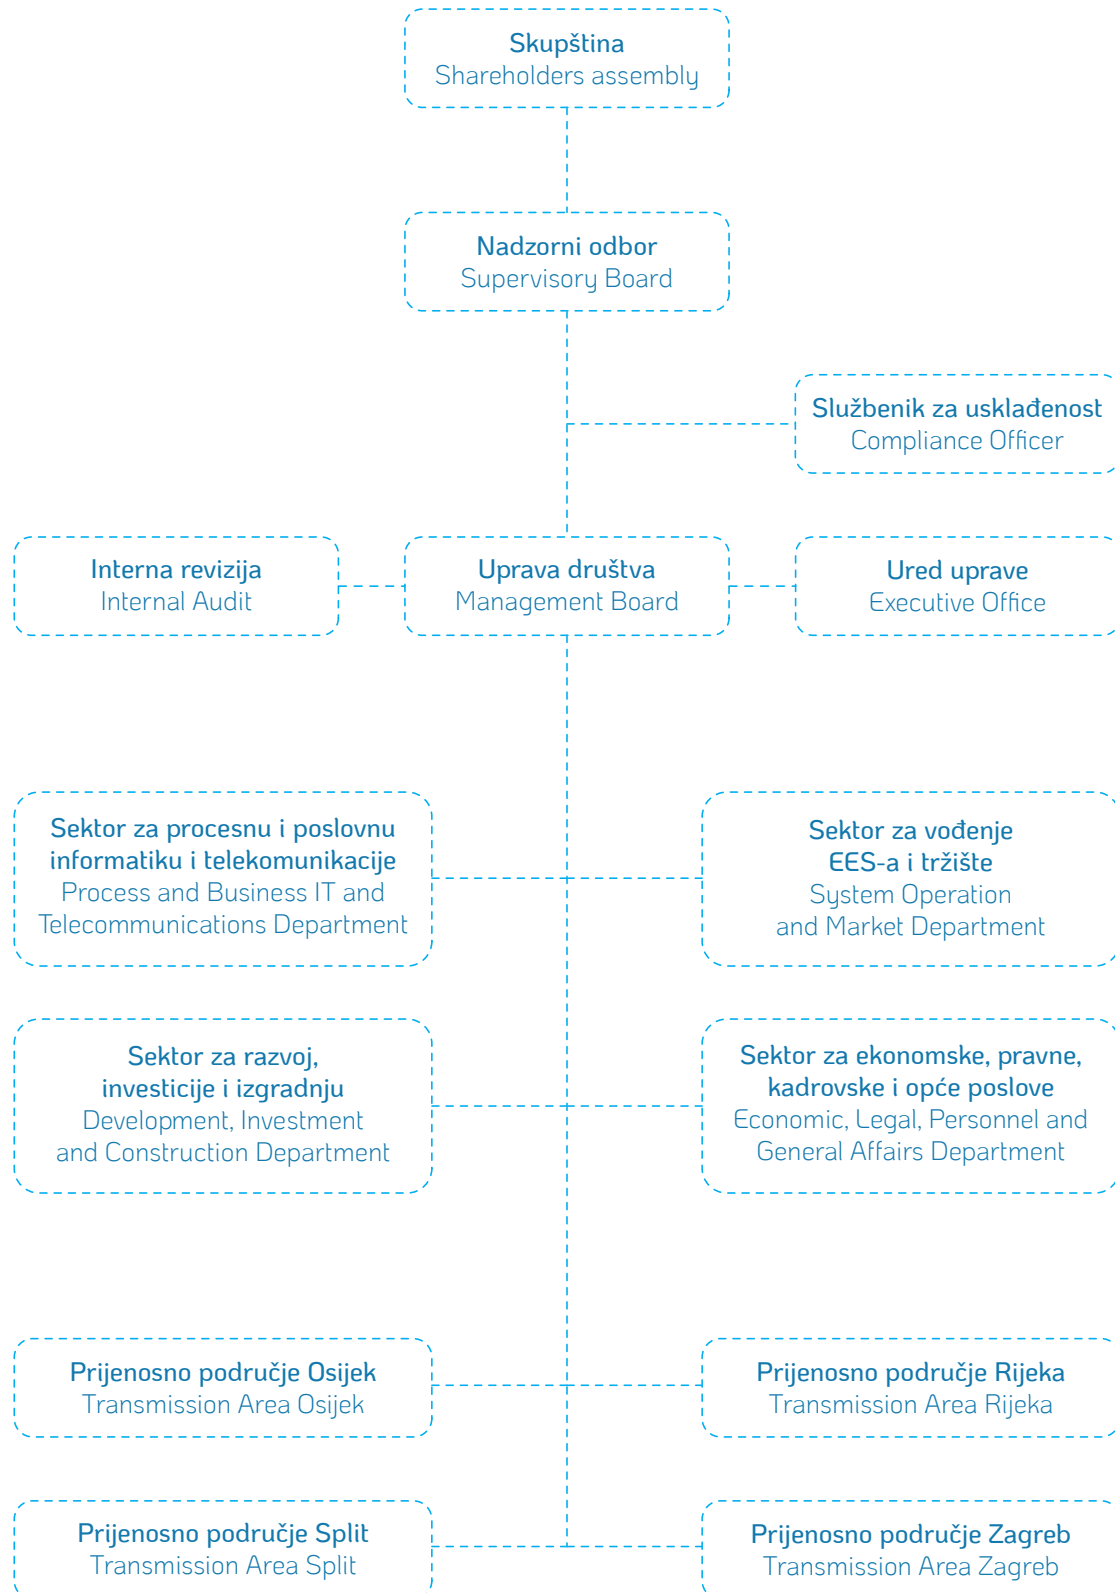 Skupština
Shareholders assembly
Nadzorni odbor
Supervisory Board
Službenik za usklađenost
Compliance Officer
Interna revizija
Internal Audit
Uprava društva
Management Board
Ured uprave
Executive Office
Sektor za procesnu i poslovnu
informatiku i telekomunikacije
Process and Business IT and
Telecommunications Department
Sektor za vođenje
EES-a i tržište
System Operation
and Market Department
Sektor za razvoj,
investicije i izgradnju
Development, Investment
and Construction Department
Sektor za ekonomske, pravne,
kadrovske i opće poslove
Economic, Legal, Personnel and
General Affairs Department
Prijenosno područje Osijek
Transmission Area Osijek
Prijenosno područje Rijeka
Transmission Area Rijeka
Prijenosno područje Split
Transmission Area Split
Prijenosno područje Zagreb
Transmission Area Zagreb